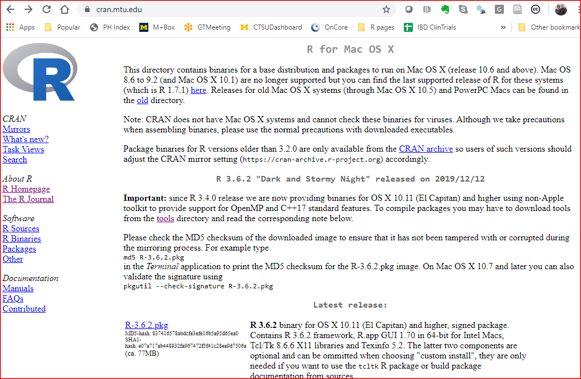 cran.mtu.edu
Apps Popular PH Index M+Box GTMeeting CTSUDashboard OnCore R pages IBD ClinTrials » Other bookmarks
R for Mac OS X
This directory contains binaries for a base distribution and packages to run on Mac OS X (release 10.6 and above). Mac OS
8.6 to 9.2 (and Mac OS X 10.1) are no longer supported but you can find the last supported release of R for these systems
(which is R 1.7.1) here. Releases for old Mac OS X systems (through Mac OS X 10.5) and PowerPC Macs can be found in
the old directory.
Note: CRAN does not have Mac OS X systems and cannot check these binaries for viruses. Although we take precautions
when assembling binaries, please use the normal precautions with downloaded executables.
Package binaries for R versions older than 3.2.0 are only available from the CRAN archive so users of such versions should
adjust the CRAN mirror setting (https://cran-archive.r-project.org) accordingly.
R 3.6.2 "Dark and Stormy Night" released on 2019/12/12
Important: since R 3.4.0 release we are now providing binaries for OS X 10.11 (El Capitan) and higher using non-Apple
toolkit to provide support for OpenMP and C++17 standard features. To compile packages you may have to download tools
from the tools directory and read the corresponding note below.
Please check the MD5 checksum of the downloaded image to ensure that it has not been tampered with or corrupted during
the mirroring process. For example type
md5 R-3.6.2.pkg
in the Terminal application to print the MD5 checksum for the R-3.6.2.pkg image. On Mac OS X 10.7 and later you can also
validate the signature using
pkgutil --check-signature R-3.6.2.pkg
Latest release:
R-3.6.2.pkg
MD5-hash:
SHA1-
hash:
(ca. 77MB)
R 3.6.2 binary for OS X 10.11 (El Capitan) and higher, signed package.
Contains R 3.6.2 framework, R.app GUI 1.70 in 64-bit for Intel Macs,
Tcl/Tk 8.6.6 X11 libraries and Texinfo 5.2. The latter two components are
optional and can be ommitted when choosing "custom install", they are only
needed if you want to use the tcltk R package or build package
documentation from sources.
R
CRAN
Mirrors
What's new?
Task Views
Search
About R
R Homepage
The R Journal
Software
R Sources
R Binaries
Packages
Other
Documentation
Manuals
FAQs
Contributed